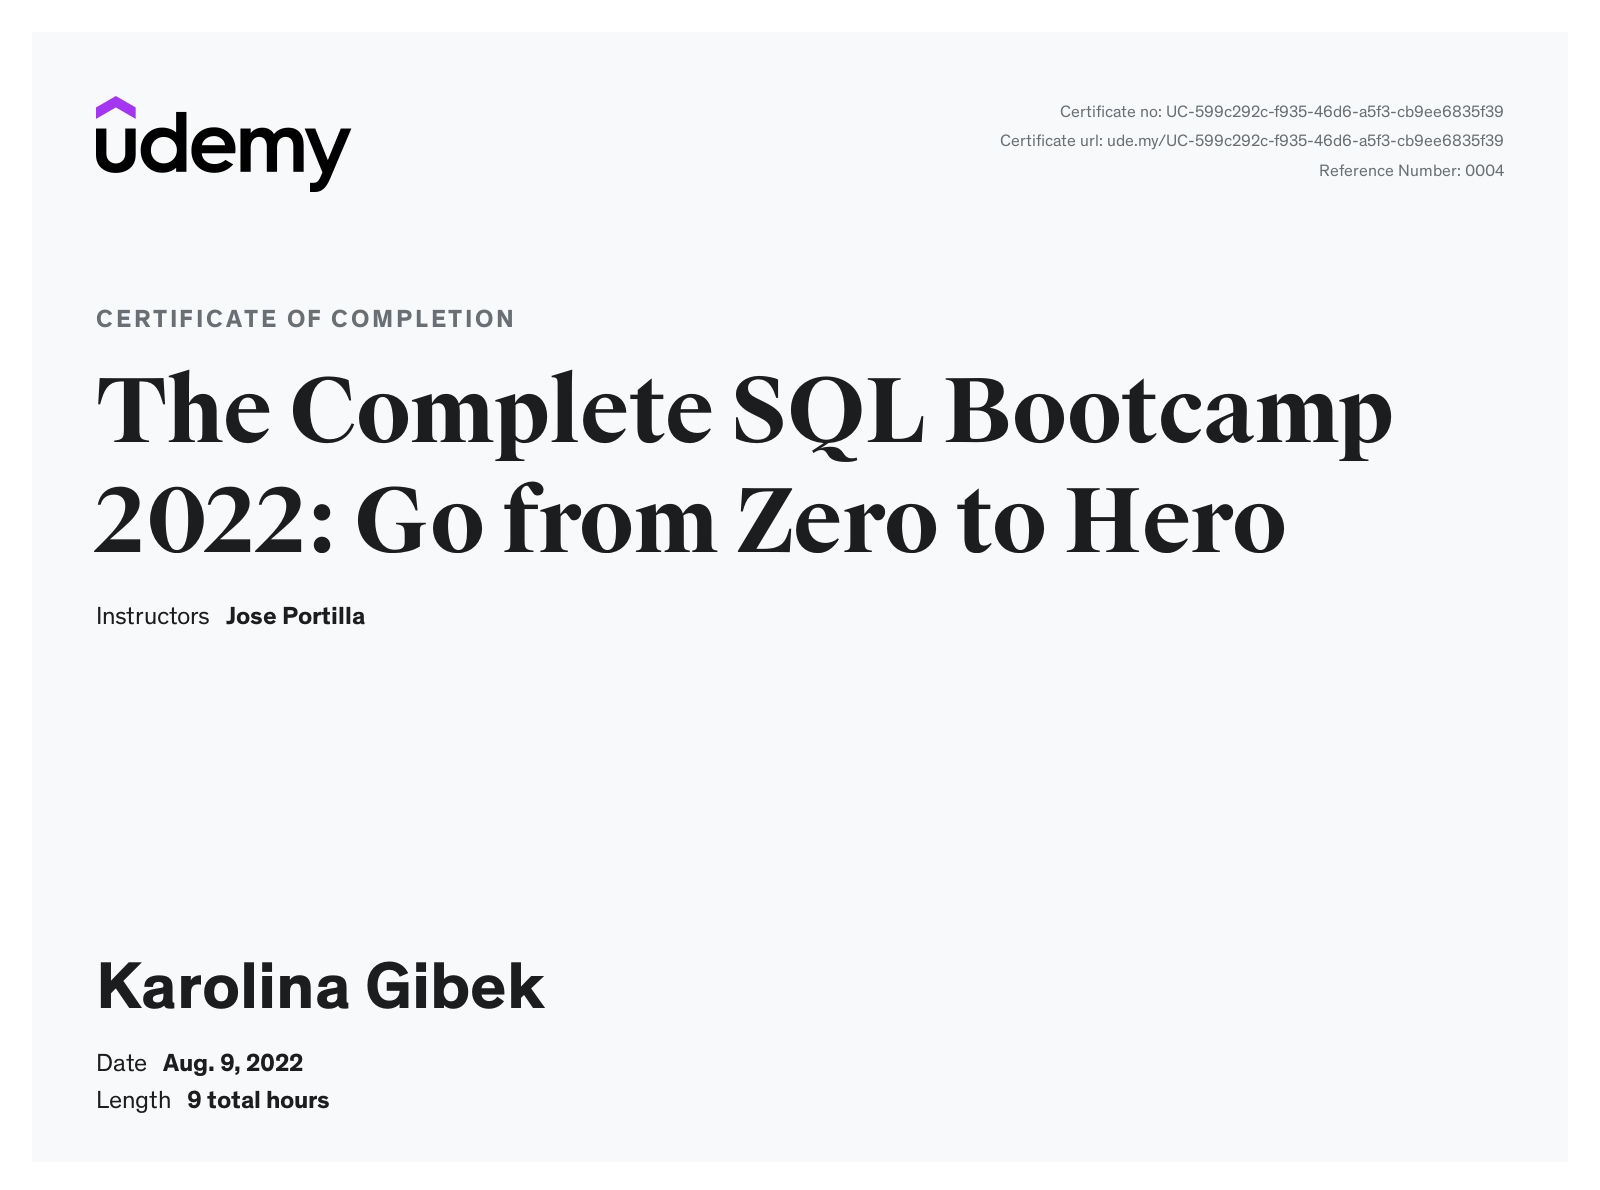 udemy
Certificate no: UC-599c292c-f935-46d6-a5f3-cb9ee6835f39
Certificate url: ude.my/UC-599c292c-f935-46d6-a5f3-cb9ee6835f39
Reference Number: 0004
CERTIFICATE OF COMPLETION
The Complete SQL Bootcamp
2022: Go from Zero to Hero
Instructors Jose Portilla
Karolina Gibek
Date Aug. 9, 2022
Length 9 total hours